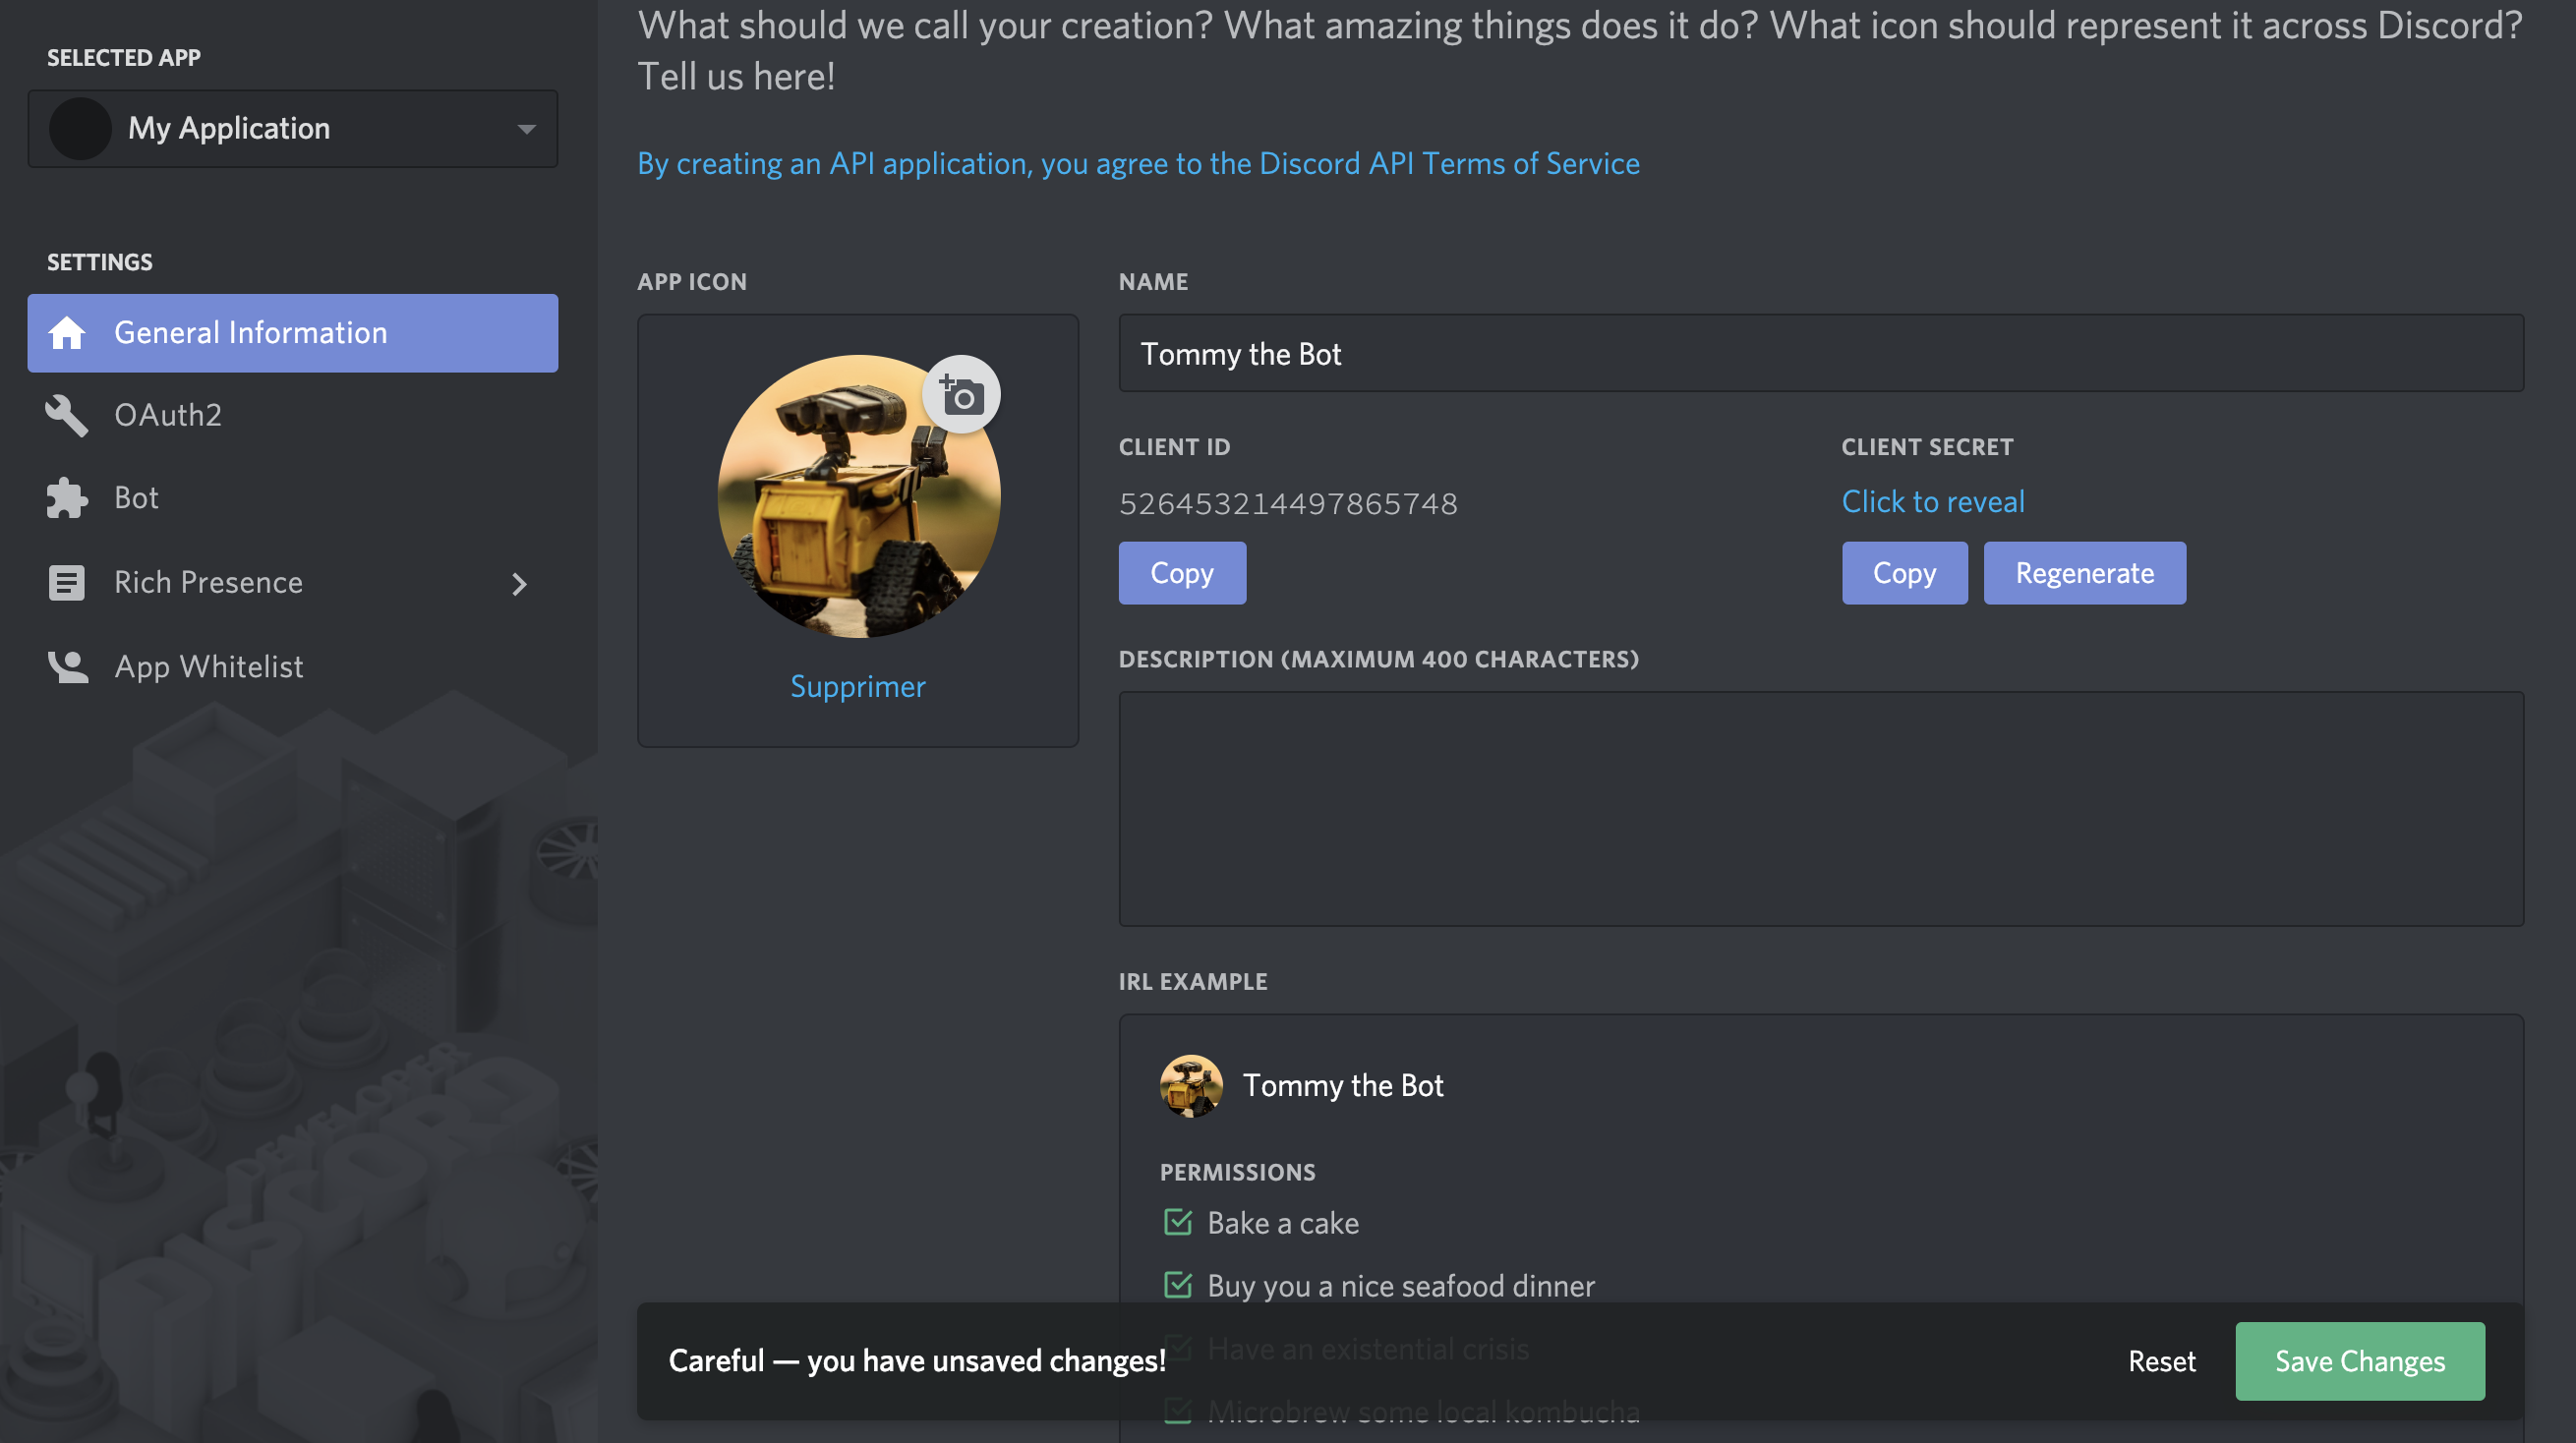 What should we call your creation? What amazing things does it do? What icon should represent it across Discord?
Tell us here!
By creating an API application, you agree to the Discord API Terms of Service
SELECTED APP
My Application
SETTINGS
General Information
OAuth2
Bot
Rich Presence
App Whitelist
APP ICON
Supprimer
NAME
Tommy the Bot
CLIENT ID
526453214497865748
Copy
CLIENT SECRET
Click to reveal
Copy
Regenerate
DESCRIPTION (MAXIMUM 400 CHARACTERS)
IRL EXAMPLE
Tommy the Bot
PERMISSIONS
Bake a cake
Buy you a nice seafood dinner
Have an existential crisis
Microbrew some local kombucha
Careful — you have unsaved changes!
Reset
Save Changes
DISCORD